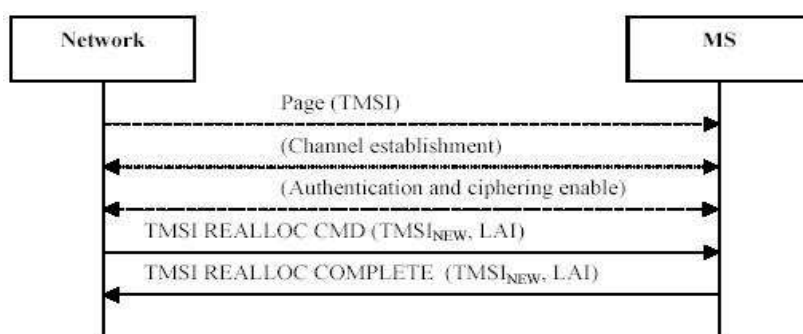 Network
MS
Page (TMSI)
(Channel establishment)
(Authentication and ciphering enable)
TMSI REALLOC CMD (TMSINEW, LAI)
TMSI REALLOC COMPLETE (TMSINEW, LAI)